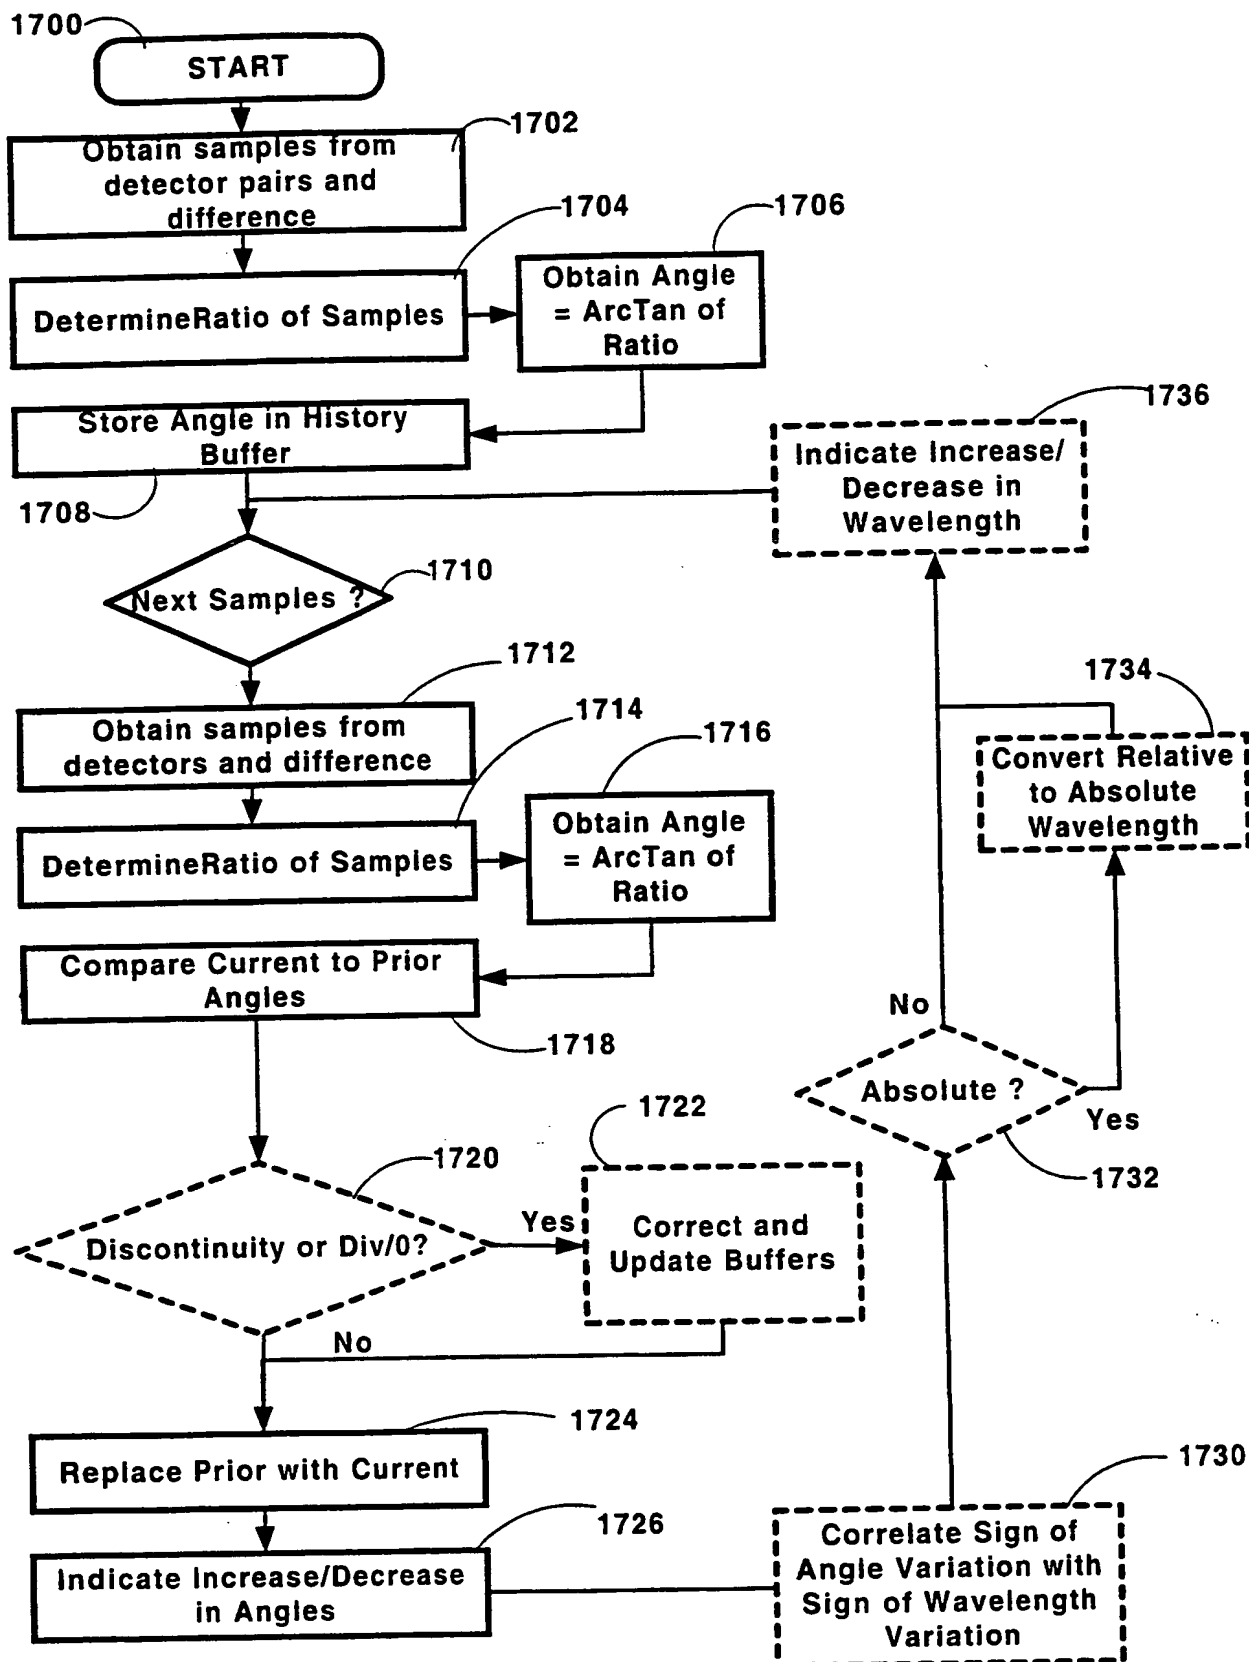 1700
START
1702
Obtain samples from
detector pairs and
difference
1704
1706
DetermineRatio of Samples
Obtain Angle
= ArcTan of
Ratio
Store Angle in History
Buffer
1708
1736
Indicate Increase/
Decrease in
Wavelength
Next Samples ?
1710
1712
Obtain samples from
detectors and difference
1714
1716
DetermineRatio of Samples
Obtain Angle
= ArcTan of
Ratio
1734
Convert Relative
to Absolute
Wavelength
Compare Current to Prior
Angles
1718
No
Absolute ?
Yes
1732
1720
Discontinuity or Div/0?
Yes
1722
Correct and
Update Buffers
No
1724
Replace Prior with Current
1726
Indicate Increase/Decrease
in Angles
1730
Correlate Sign of
Angle Variation with
Sign of Wavelength
Variation